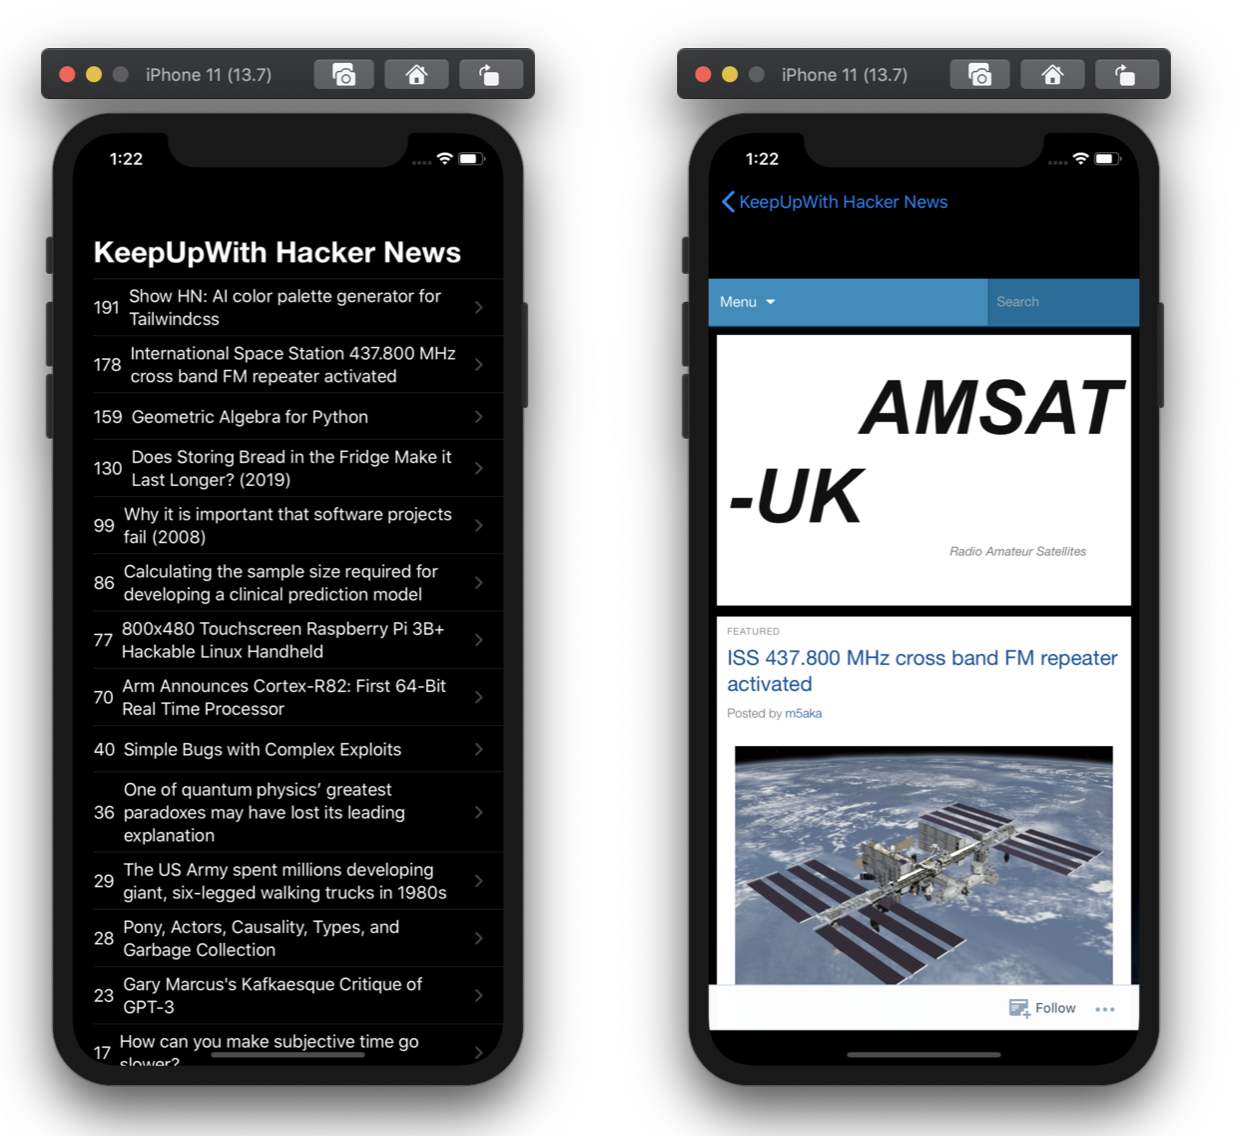 iPhone 11 (13.7)
1:22
KeepUpWith Hacker News
191 Show HN: AI color palette generator for
Tailwindcss
178 International Space Station 437.800 MHz
cross band FM repeater activated
159 Geometric Algebra for Python
130 Does Storing Bread in the Fridge Make it
Last Longer? (2019)
99 Why it is important that software projects
fail (2008)
86 Calculating the sample size required for
developing a clinical prediction model
77 800x480 Touchscreen Raspberry Pi 3B+
Hackable Linux Handheld
70 Arm Announces Cortex-R82: First 64-Bit
Real Time Processor
40 Simple Bugs with Complex Exploits
36 One of quantum physics’ greatest
paradoxes may have lost its leading
explanation
29 The US Army spent millions developing
giant, six-legged walking trucks in 1980s
28 Pony, Actors, Causality, Types, and
Garbage Collection
23 Gary Marcus's Kafkaesque Critique of
GPT-3
17 How can you make subjective time go
slower?
iPhone 11 (13.7)
1:22
KeepUpWith Hacker News
Menu Search
AMSAT
-UK
Radio Amateur Satellites
FEATURED
ISS 437.800 MHz cross band FM repeater
activated
Posted by m5aka
Follow